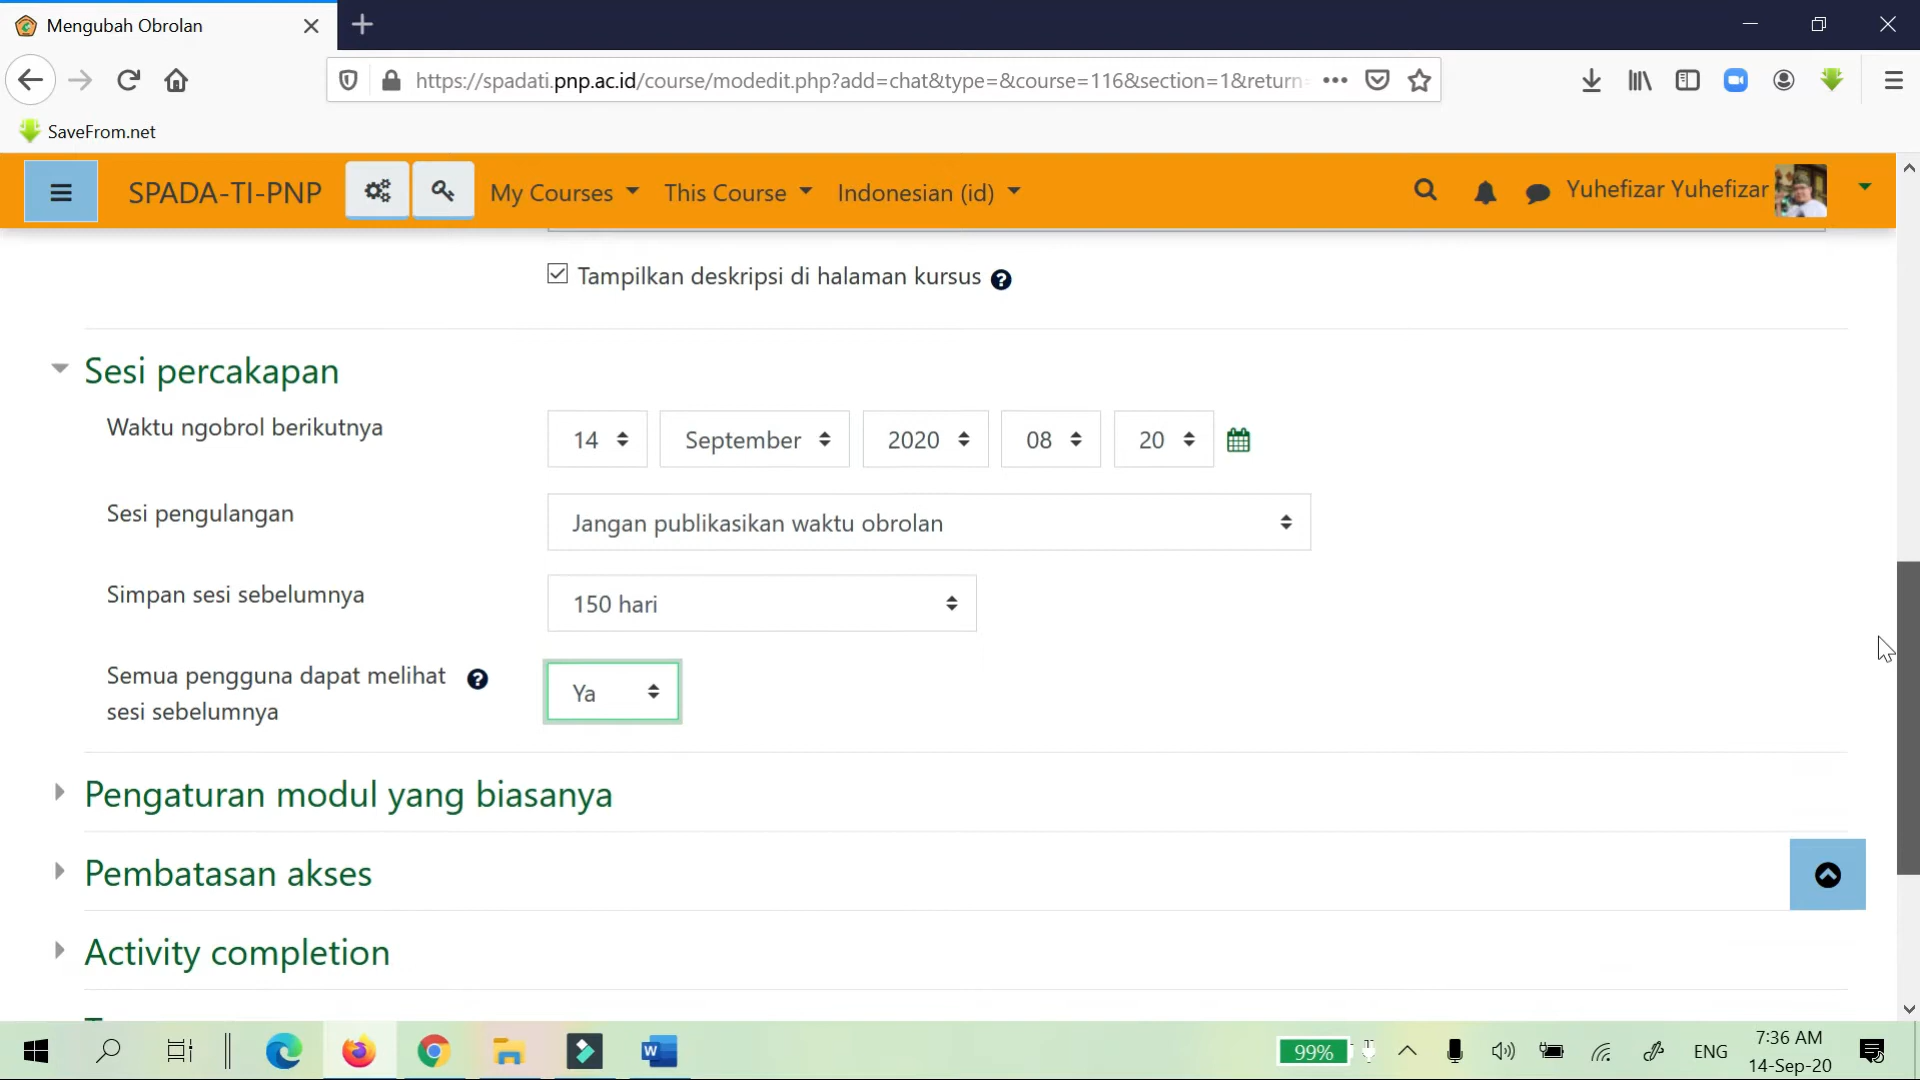 Mengubah Obrolan
https://spadati.pnp.ac.id/course/modedit.php?add=chat&type=&course=116&section=1&return=
SaveFrom.net
SPADA-TI-PNP
My Courses
This Course
Indonesian (id)
Yuhefizar Yuhefizar
Tampilkan deskripsi di halaman kursus
Sesi percakapan
Waktu ngobrol berikutnya
14
September
2020
08
20
Sesi pengulangan
Jangan publikasikan waktu obrolan
Simpan sesi sebelumnya
150 hari
Semua pengguna dapat melihat
sesi sebelumnya
Ya
Pengaturan modul yang biasanya
Pembatasan akses
Activity completion
99%
ENG
7:36 AM
14-Sep-20